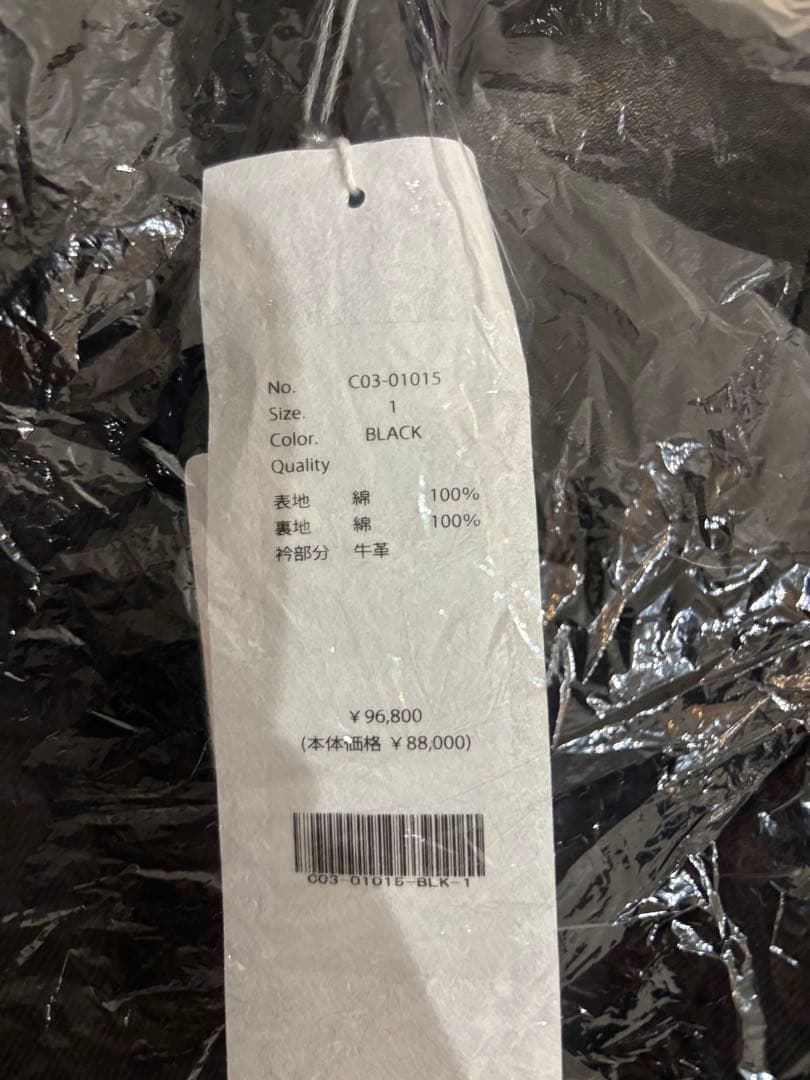 No. C03-01015
Size. 1
Color. BLACK
Quality
表地 綿 100%
裏地 綿 100%
衿部分 牛革
¥96,800
(本体価格 ¥88,000)
C03-01015-BLK-1